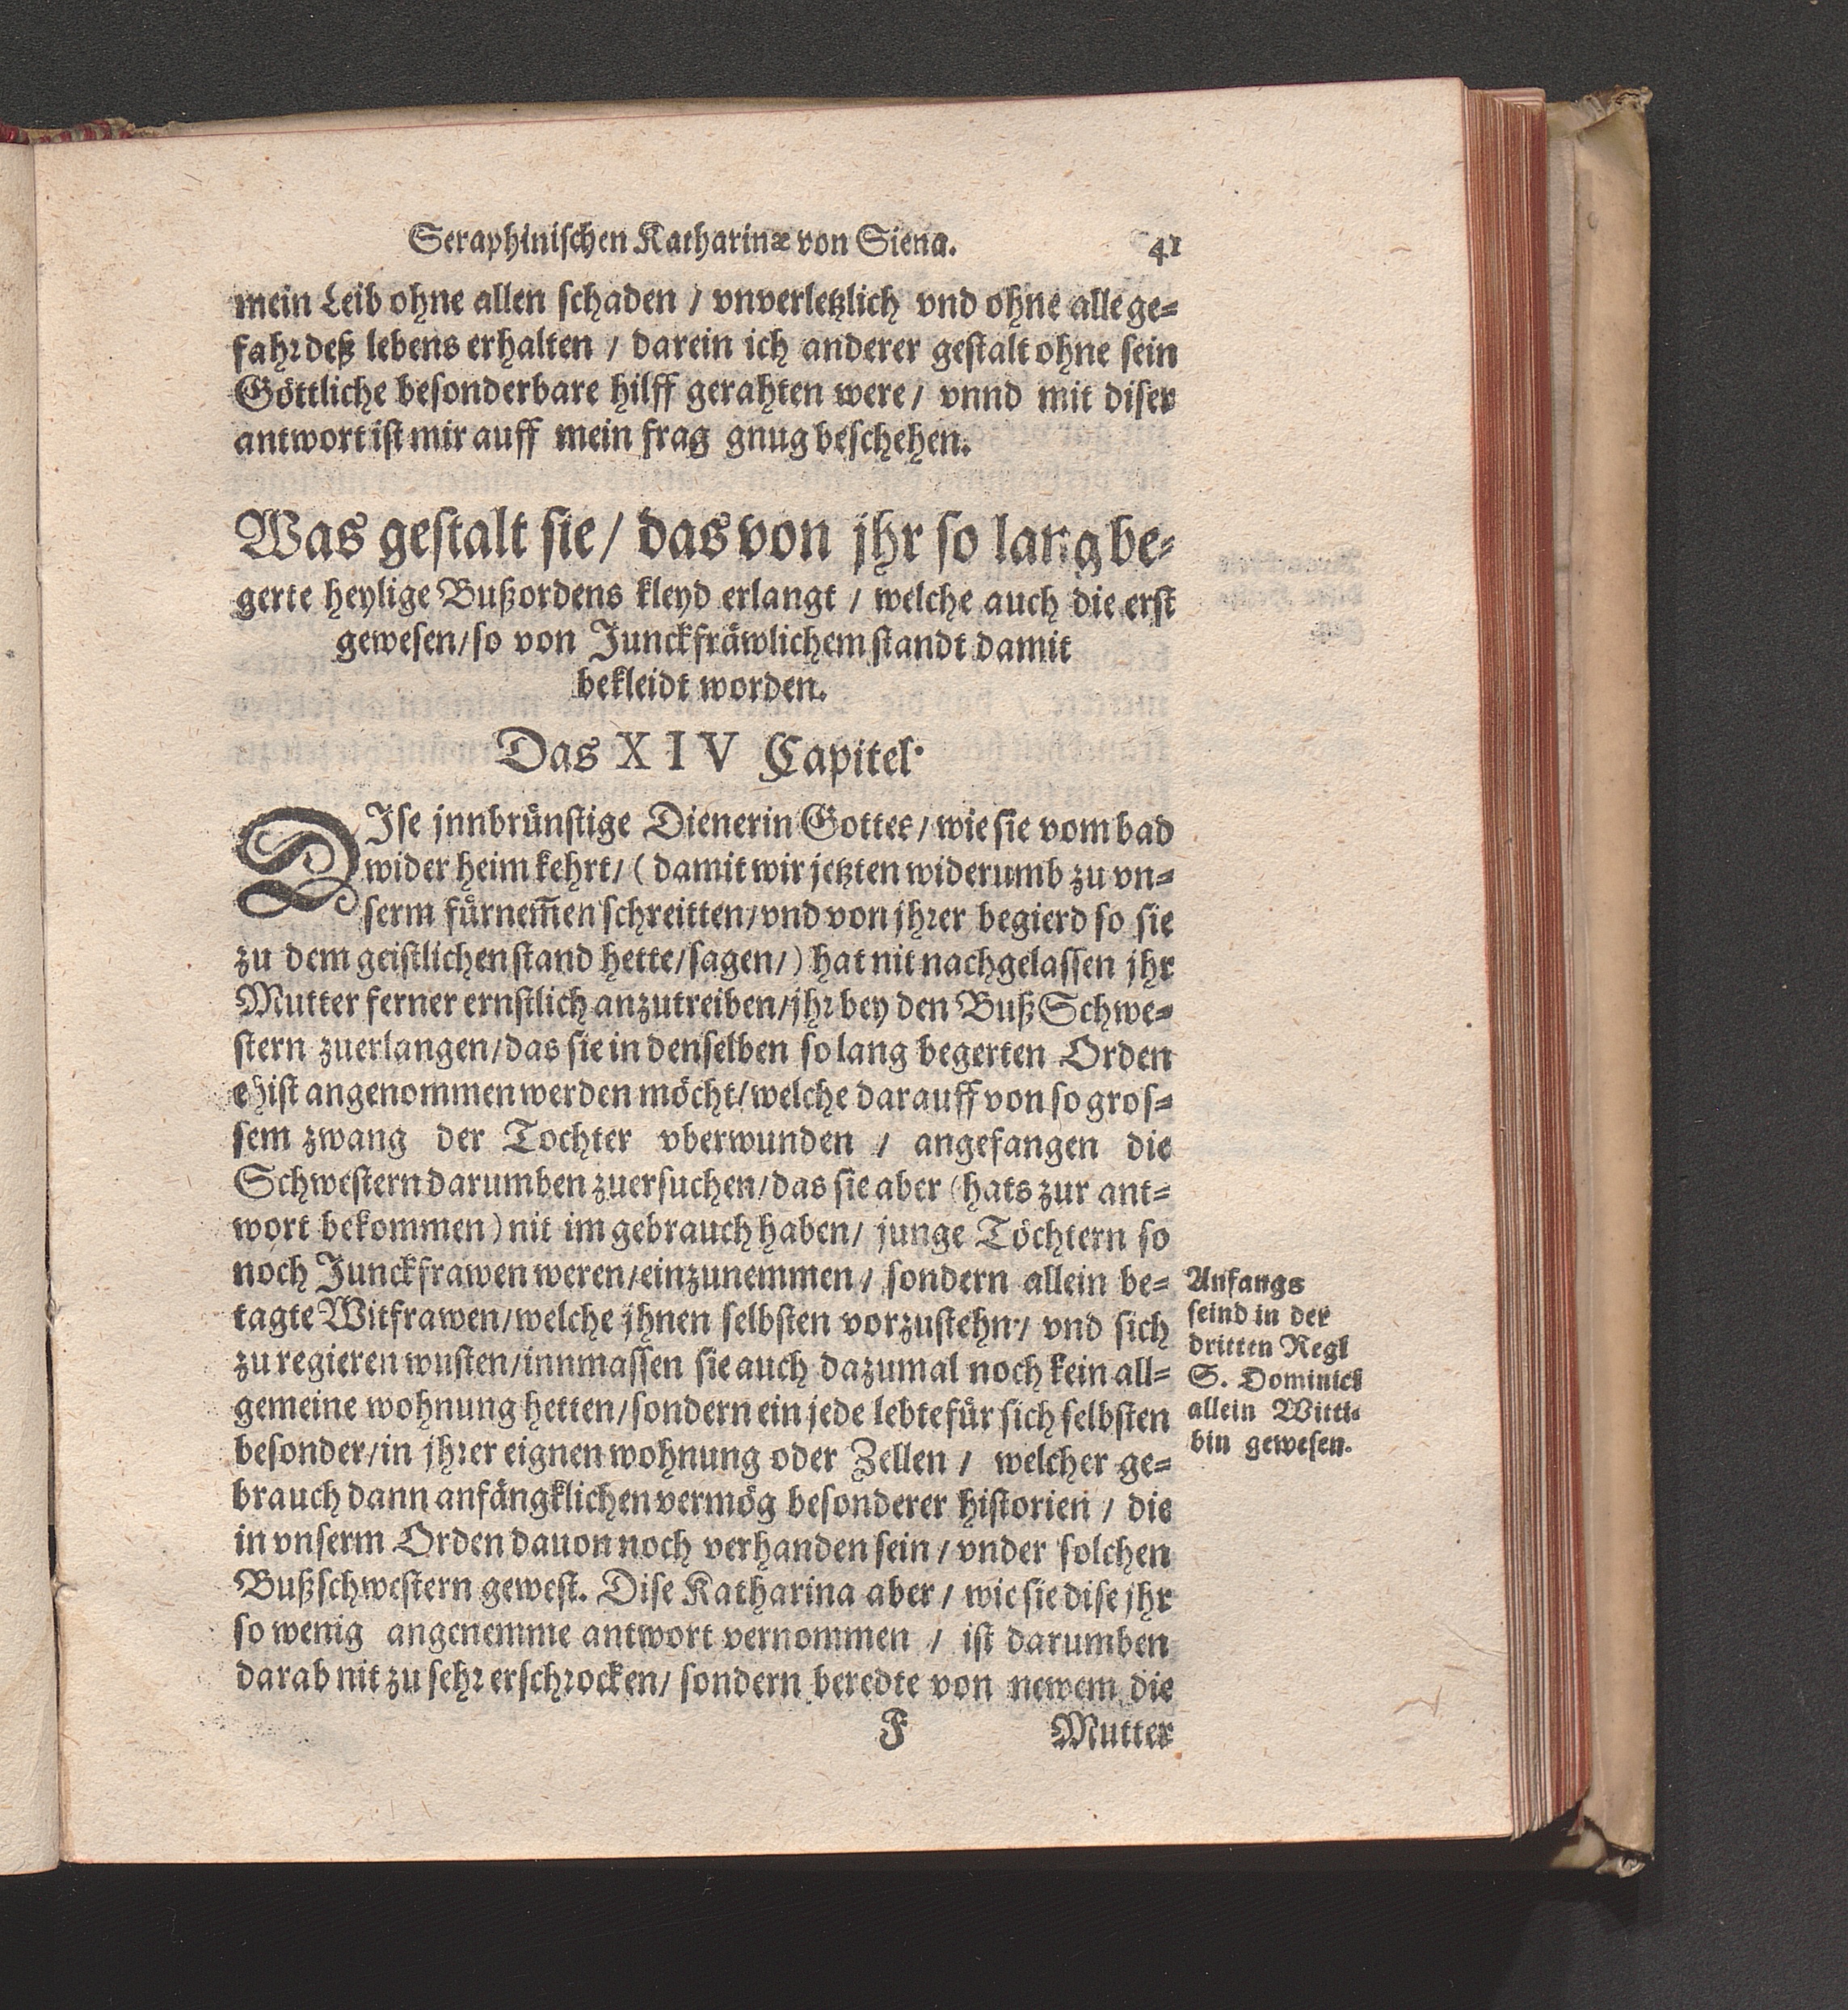 Seraphinischen Katharinæ von Siena. 41
mein Leib ohne allen schaden / vnverletzlich vnd ohne alle ge-
fahr deß lebens erhalten / darein ich anderer gestalt ohne sein
Göttliche besonderbare hilff gerahten were / vnnd mit diser
antwort ist mir auff mein frag gnug beschehen.
Was gestalt sie / das von jhr so lang be-
gerte heylige Bußordens kleyd erlangt / welche auch die erst
gewesen / so von Junckfräwlichem standt damit
bekleidt worden.
Das XIV Capitel.
DIse jnnbrünstige Dienerin Gottes / wie sie vom bad
wider heim kehrt / ( damit wir jetzten widerumb zu vn-
serm fürnem̃en schreitten / vnd von jhrer begierd so sie
zu dem geistlichen stand hette / sagen / ) hat nit nachgelassen jhr
Mutter ferner ernstlich anzutreiben / jhr bey den Buß Schwe-
stern zuerlangen / das sie in denselben so lang begerten Orden
ehist angenommen werden möcht / welche darauff von so gros-
sem zwang der Tochter vberwunden / angefangen die
Schwestern darumben zuersuchen / das sie aber (hats zur ant-
wort bekommen) nit im gebrauch haben / junge Töchtern so
noch Junckfrawen weren / einzunemmen / sondern allein be-
tagte Witfrawen / welche jhnen selbsten vorzustehn / vnd sich
zu regieren wusten / innmassen sie auch dazumal noch kein all-
gemeine wohnung hetten / sondern ein jede lebte für sich selbsten
besonder / in jhrer eignen wohnung oder Zellen / welcher ge-
brauch dann anfängklichen vermög besonderer historien / die
in vnserm Orden dauon noch verhanden sein / vnder solchen
Bußschwestern gewest. Dise Katharina aber / wie sie dise jhr
so wenig angenemme antwort vernommen / ist darumben
darab nit zu sehr erschrocken / sondern beredte von newem die
F Mutter
Anfangs
seind in der
dritten Regl
S. Dominici
allein Witti-
bin gewesen.